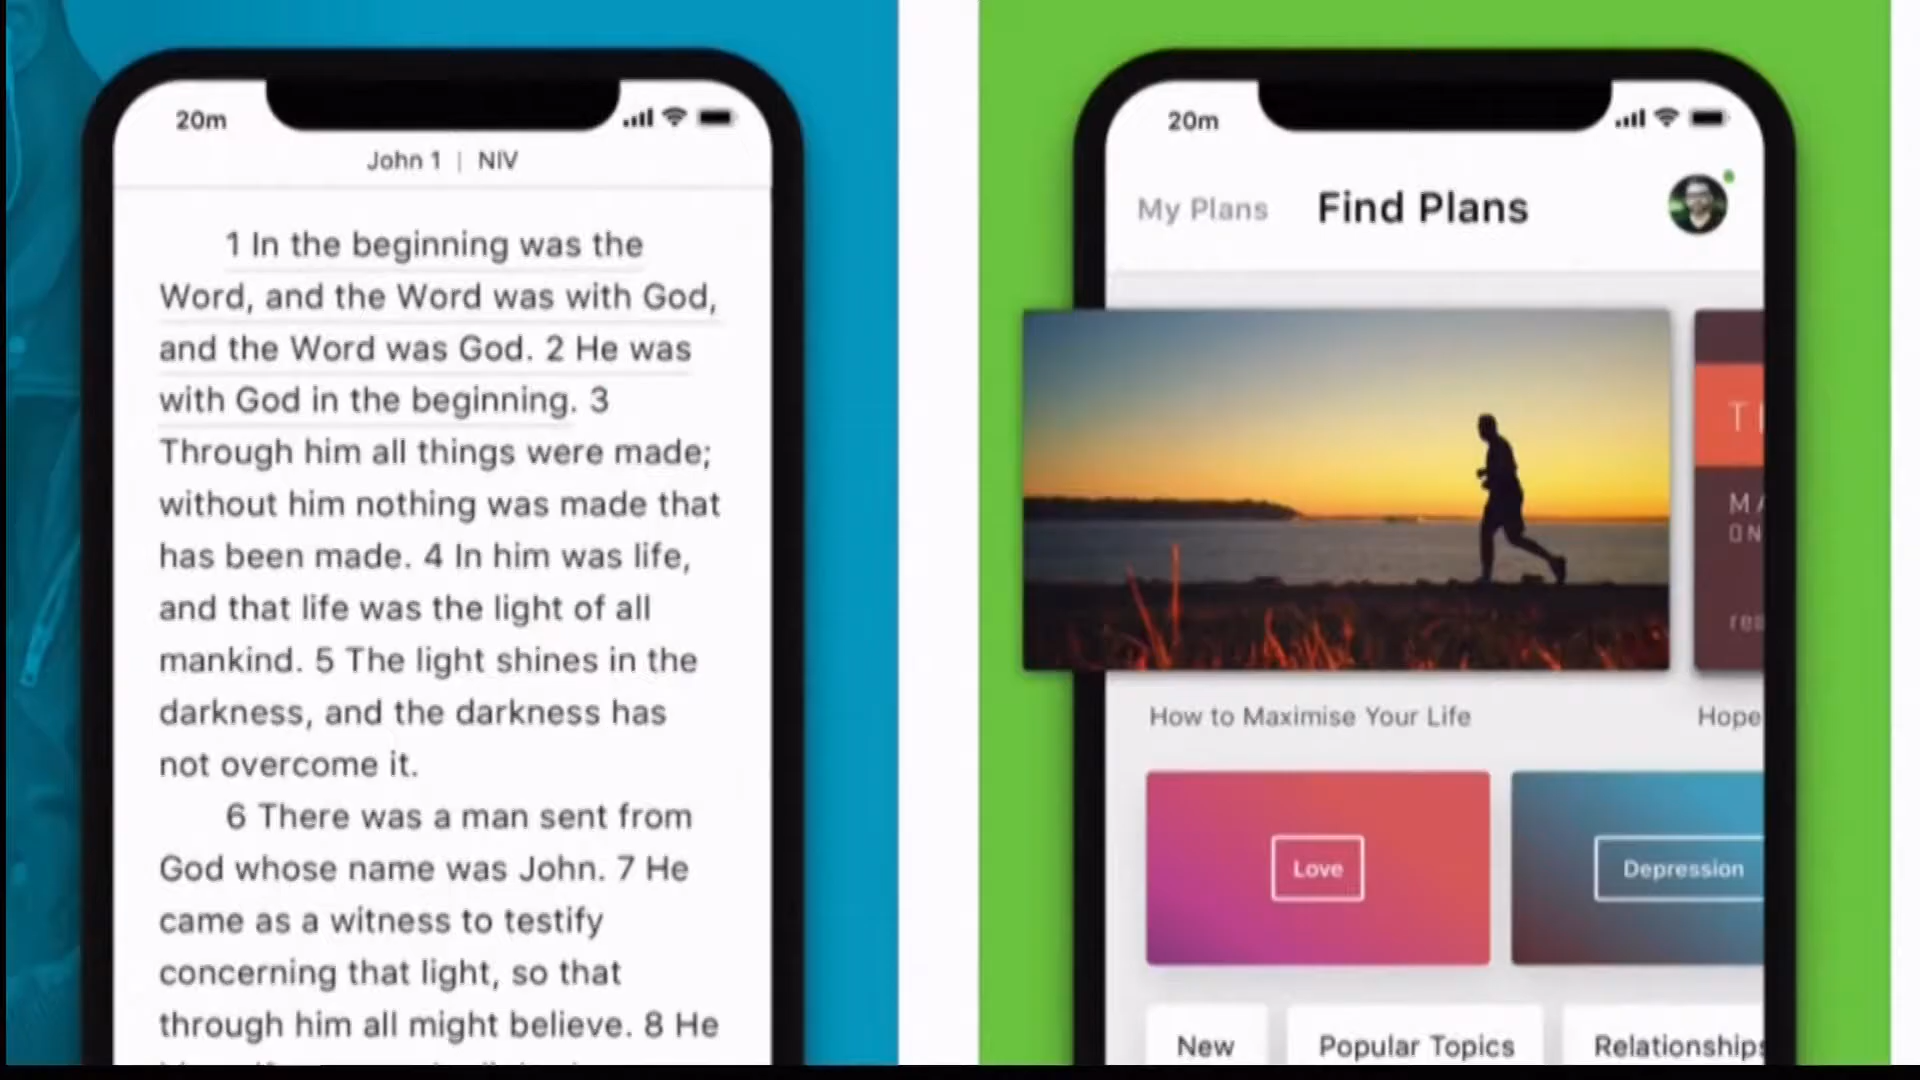 20m
John 1 | NIV
1 In the beginning was the
Word, and the Word was with God,
and the Word was God. 2 He was
with God in the beginning. 3
Through him all things were made;
without him nothing was made that
has been made. 4 In him was life,
and that life was the light of all
mankind. 5 The light shines in the
darkness, and the darkness has
not overcome it.
6 There was a man sent from
God whose name was John. 7 He
came as a witness to testify
concerning that light, so that
through him all might believe. 8 He
20m
My Plans Find Plans
MA
ON
rea
How to Maximise Your Life
Hope
Love
Depression
New
Popular Topics
Relationships